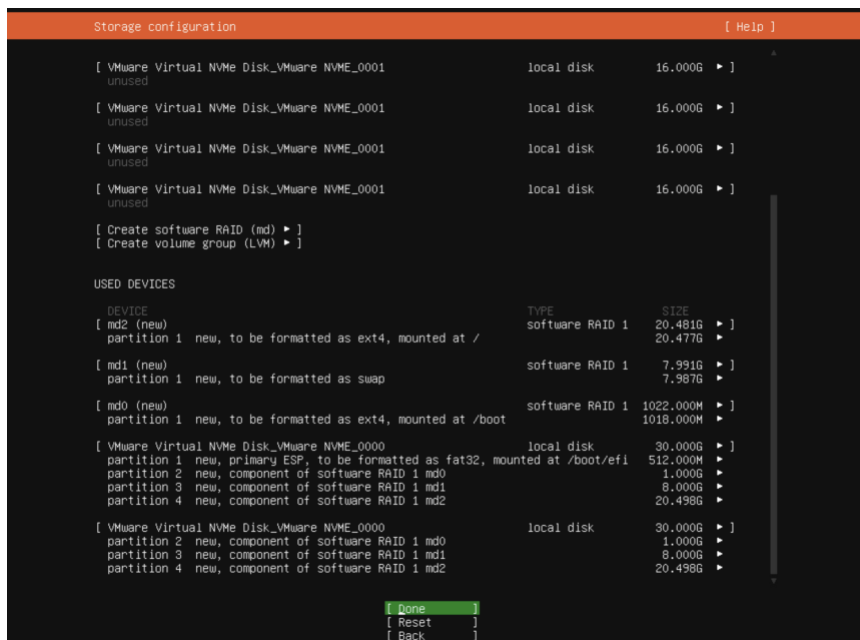 Storage configuration [ Help ]
[ VMware Virtual NVMe Disk_VMware NVME_0001 local disk 16.000G ▸ ]
unused
[ VMware Virtual NVMe Disk_VMware NVME_0001 local disk 16.000G ▸ ]
unused
[ VMware Virtual NVMe Disk_VMware NVME_0001 local disk 16.000G ▸ ]
unused
[ VMware Virtual NVMe Disk_VMware NVME_0001 local disk 16.000G ▸ ]
unused
[ Create software RAID (md) ▸ ]
[ Create volume group (LVM) ▸ ]
USED DEVICES
DEVICE TYPE SIZE
[ md2 (new) software RAID 1 20.481G ▸ ]
partition 1 new, to be formatted as ext4, mounted at / 20.477G ▸
[ md1 (new) software RAID 1 7.991G ▸ ]
partition 1 new, to be formatted as swap 7.987G ▸
[ md0 (new) software RAID 1 1022.000M ▸ ]
partition 1 new, to be formatted as ext4, mounted at /boot 1018.000M ▸
[ VMware Virtual NVMe Disk_VMware NVME_0000 local disk 30.000G ▸ ]
partition 1 new, primary ESP, to be formatted as fat32, mounted at /boot/efi 512.000M ▸
partition 2 new, component of software RAID 1 md0 1.000G ▸
partition 3 new, component of software RAID 1 md1 8.000G ▸
partition 4 new, component of software RAID 1 md2 20.498G ▸
[ VMware Virtual NVMe Disk_VMware NVME_0000 local disk 30.000G ▸ ]
partition 2 new, component of software RAID 1 md0 1.000G ▸
partition 3 new, component of software RAID 1 md1 8.000G ▸
partition 4 new, component of software RAID 1 md2 20.498G ▸
[ Done ]
[ Reset ]
[ Back ]